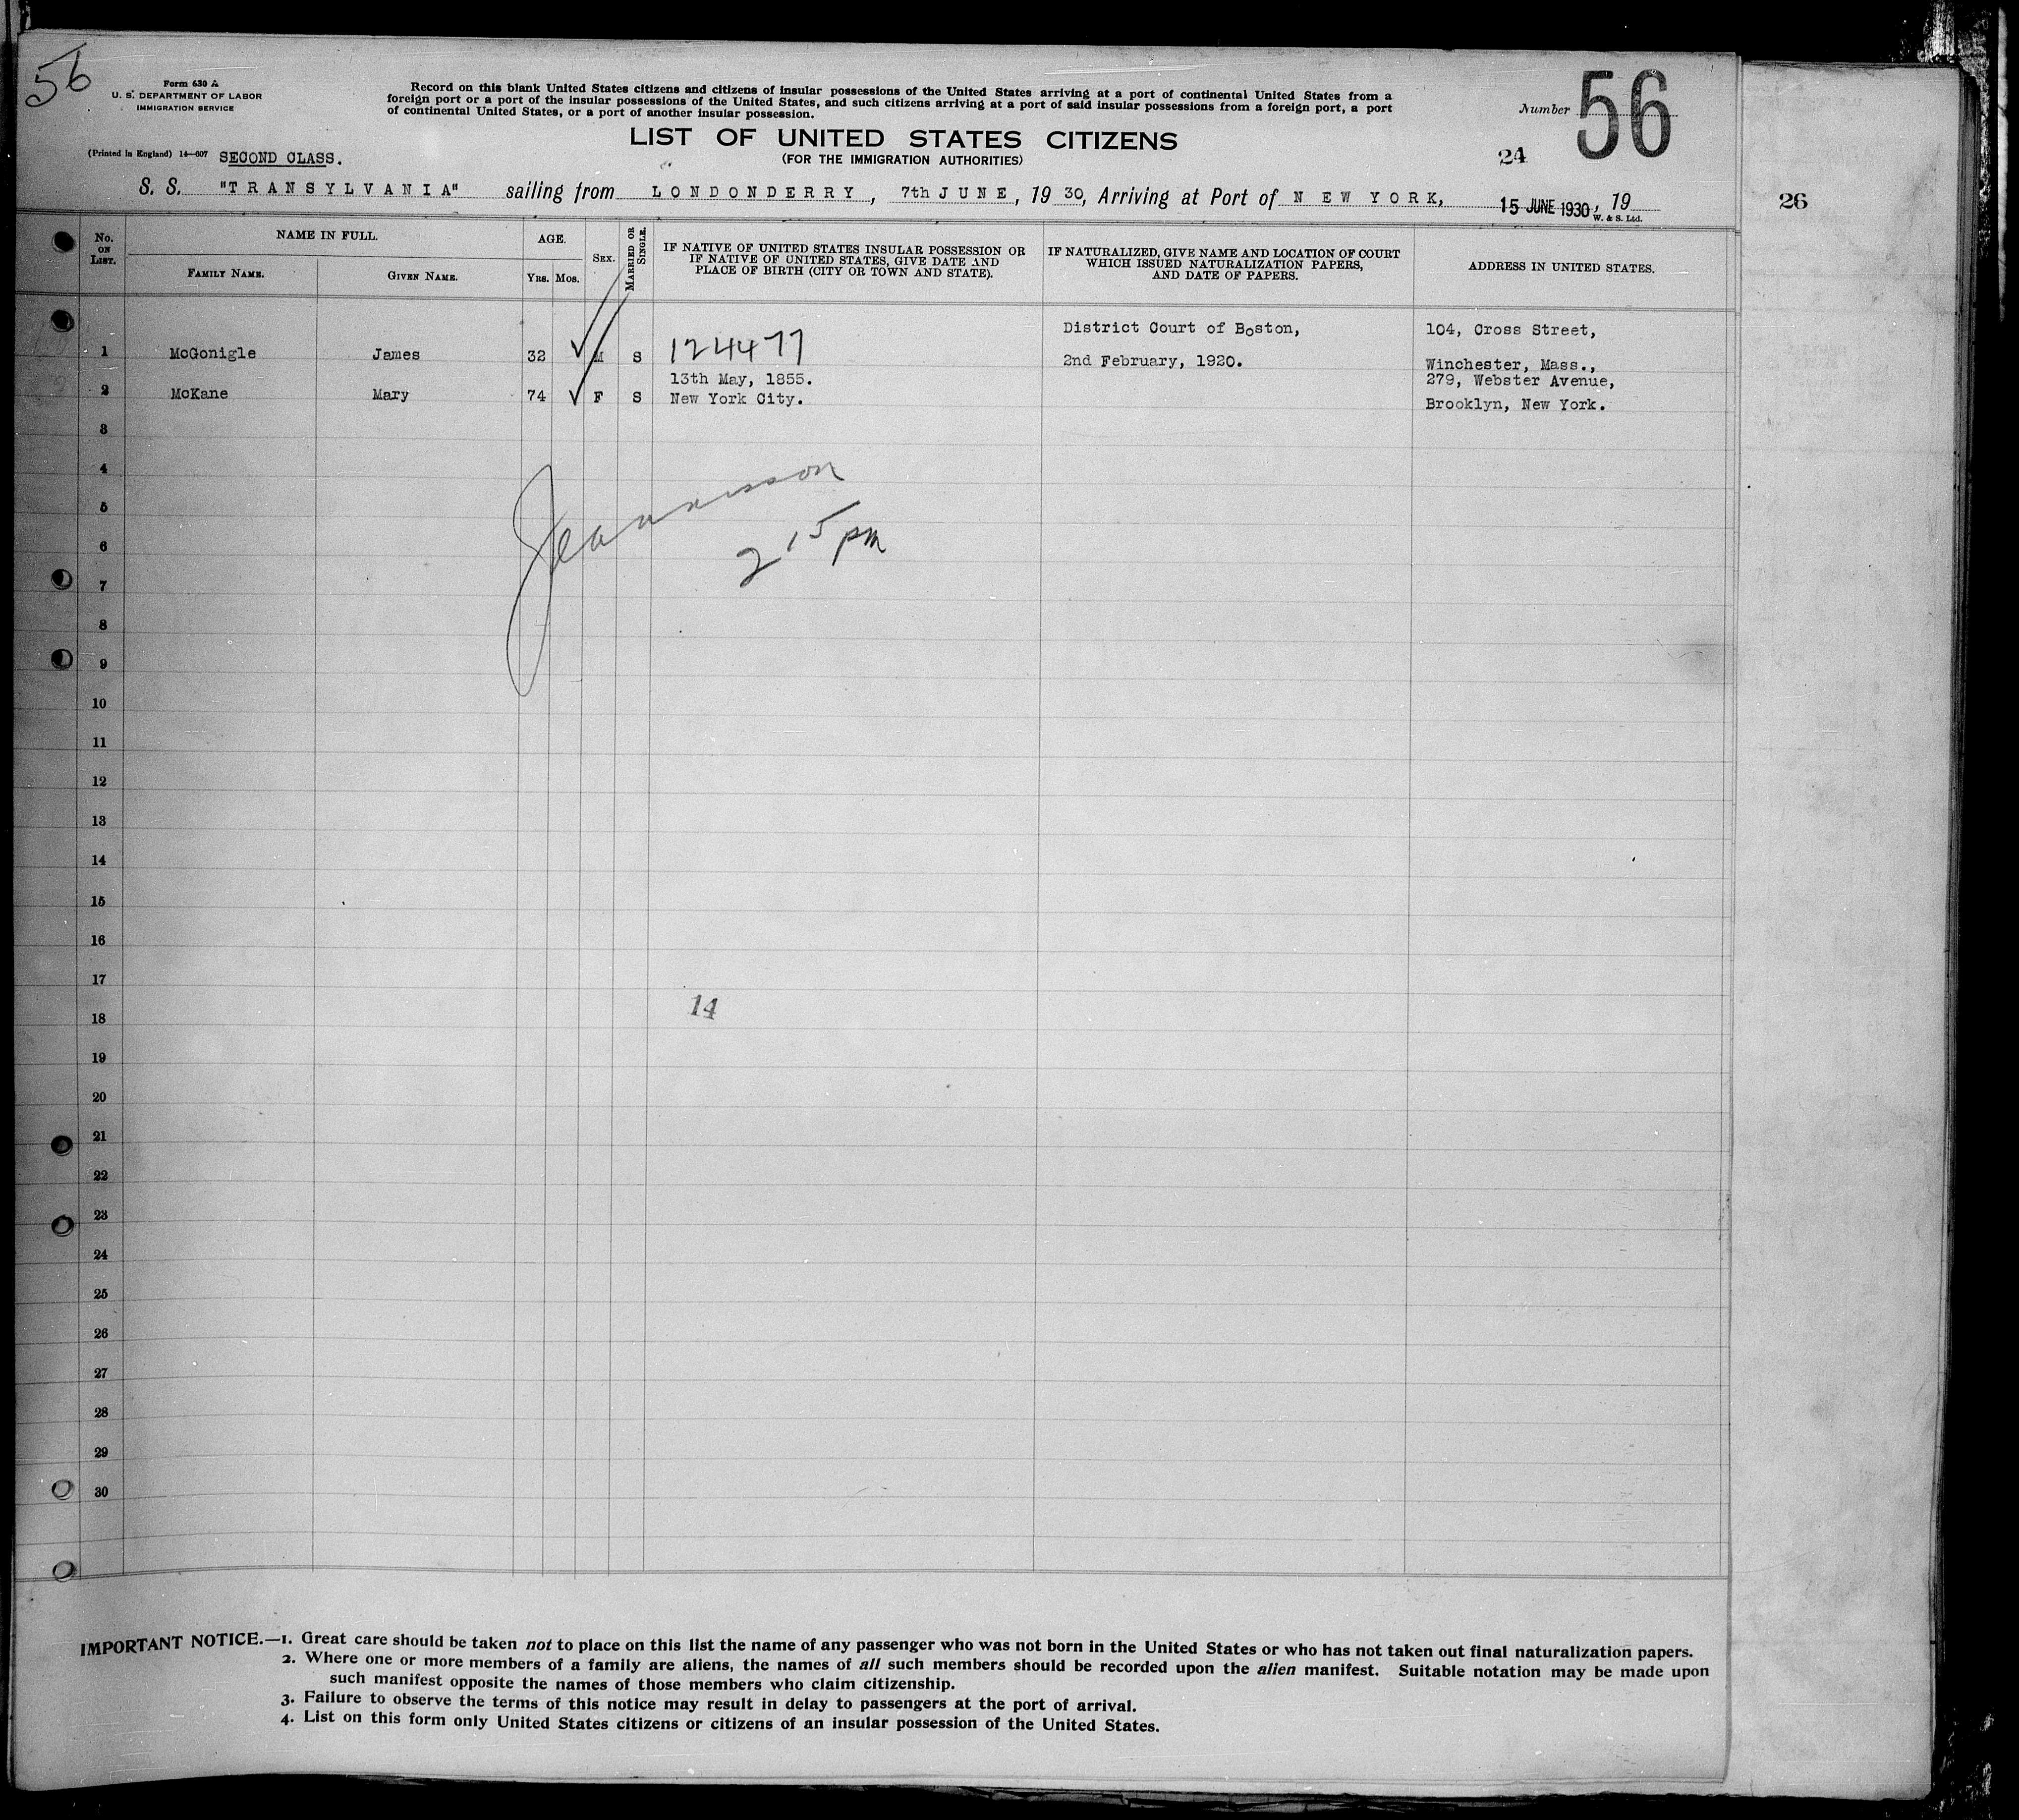 56
Form 630 A
U. S. DEPARTMENT OF LABOR
IMMIGRATION SERVICE
Record on this blank United States citizens and citizens of insular possessions of the United States arriving at a port of continental United States from a
foreign port or a port of the insular possessions of the United States, and such citizens arriving at a port of said insular possessions from a foreign port, a port
of continental United States, or a port of another insular possession.
Number 56
LIST OF UNITED STATES CITIZENS
(FOR THE IMMIGRATION AUTHORITIES)
24
(Printed in England) 14—607 SECOND CLASS.
S. S. "TRANSYLVANIA" sailing from LONDONDERRY, 7th JUNE, 19 30, Arriving at Port of NEW YORK, 15 JUNE 1930, 19
26
W. & S. Ltd.
No. ON LIST.
NAME IN FULL.
FAMILY NAME.
GIVEN NAME.
AGE.
YRS. MOS.
SEX.
MARRIED OR SINGLE.
IF NATIVE OF UNITED STATES INSULAR POSSESSION OR
IF NATIVE OF UNITED STATES, GIVE DATE AND
PLACE OF BIRTH (CITY OR TOWN AND STATE).
IF NATURALIZED, GIVE NAME AND LOCATION OF COURT
WHICH ISSUED NATURALIZATION PAPERS,
AND DATE OF PAPERS.
ADDRESS IN UNITED STATES.
District Court of Boston, 104, Cross Street,
1 McGonigle James 32 ✓ M S 124477 2nd February, 1920. Winchester, Mass.,
13th May, 1855. 279, Webster Avenue,
2 McKane Mary 74 ✓ F S New York City. Brooklyn, New York.
3
4
5
6
2 15 pm
7
8
9
10
11
12
13
14
15
16
17
14
18
19
20
21
22
23
24
25
26
27
28
29
30
IMPORTANT NOTICE.—1. Great care should be taken not to place on this list the name of any passenger who was not born in the United States or who has not taken out final naturalization papers.
2. Where one or more members of a family are aliens, the names of all such members should be recorded upon the alien manifest. Suitable notation may be made upon
such manifest opposite the names of those members who claim citizenship.
3. Failure to observe the terms of this notice may result in delay to passengers at the port of arrival.
4. List on this form only United States citizens or citizens of an insular possession of the United States.